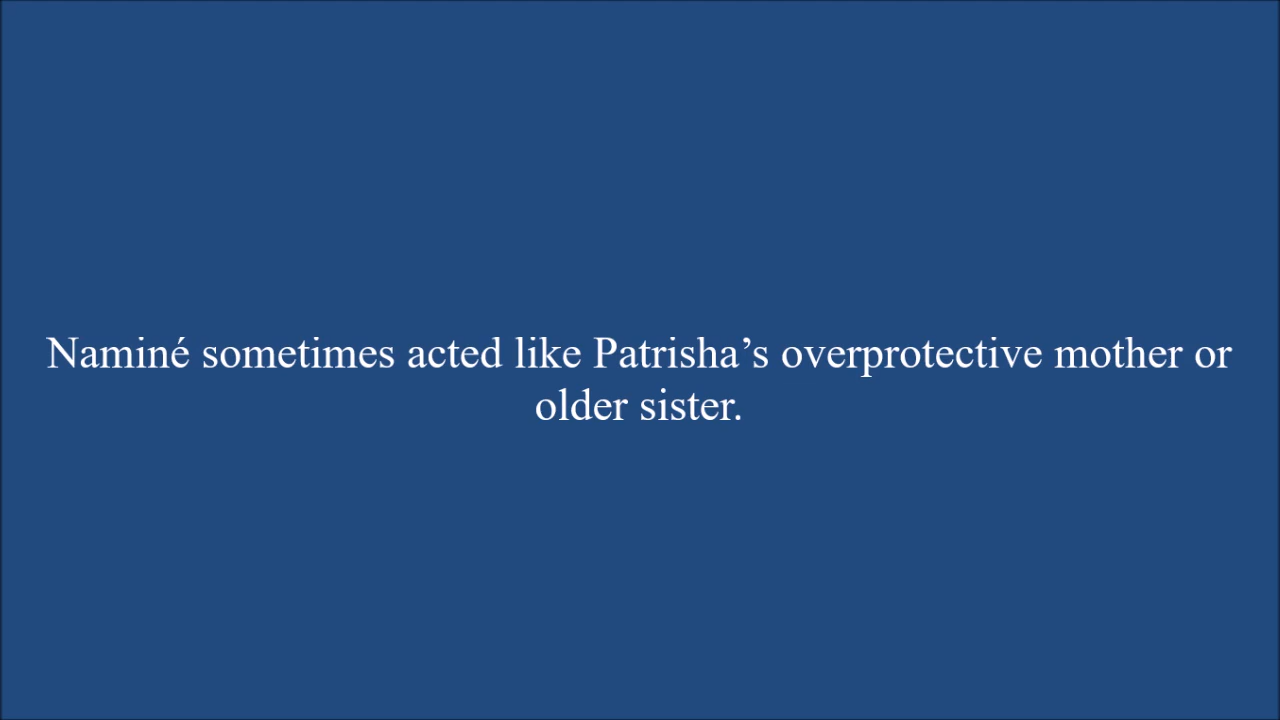 Naminé sometimes acted like Patrisha’s overprotective mother or
older sister.